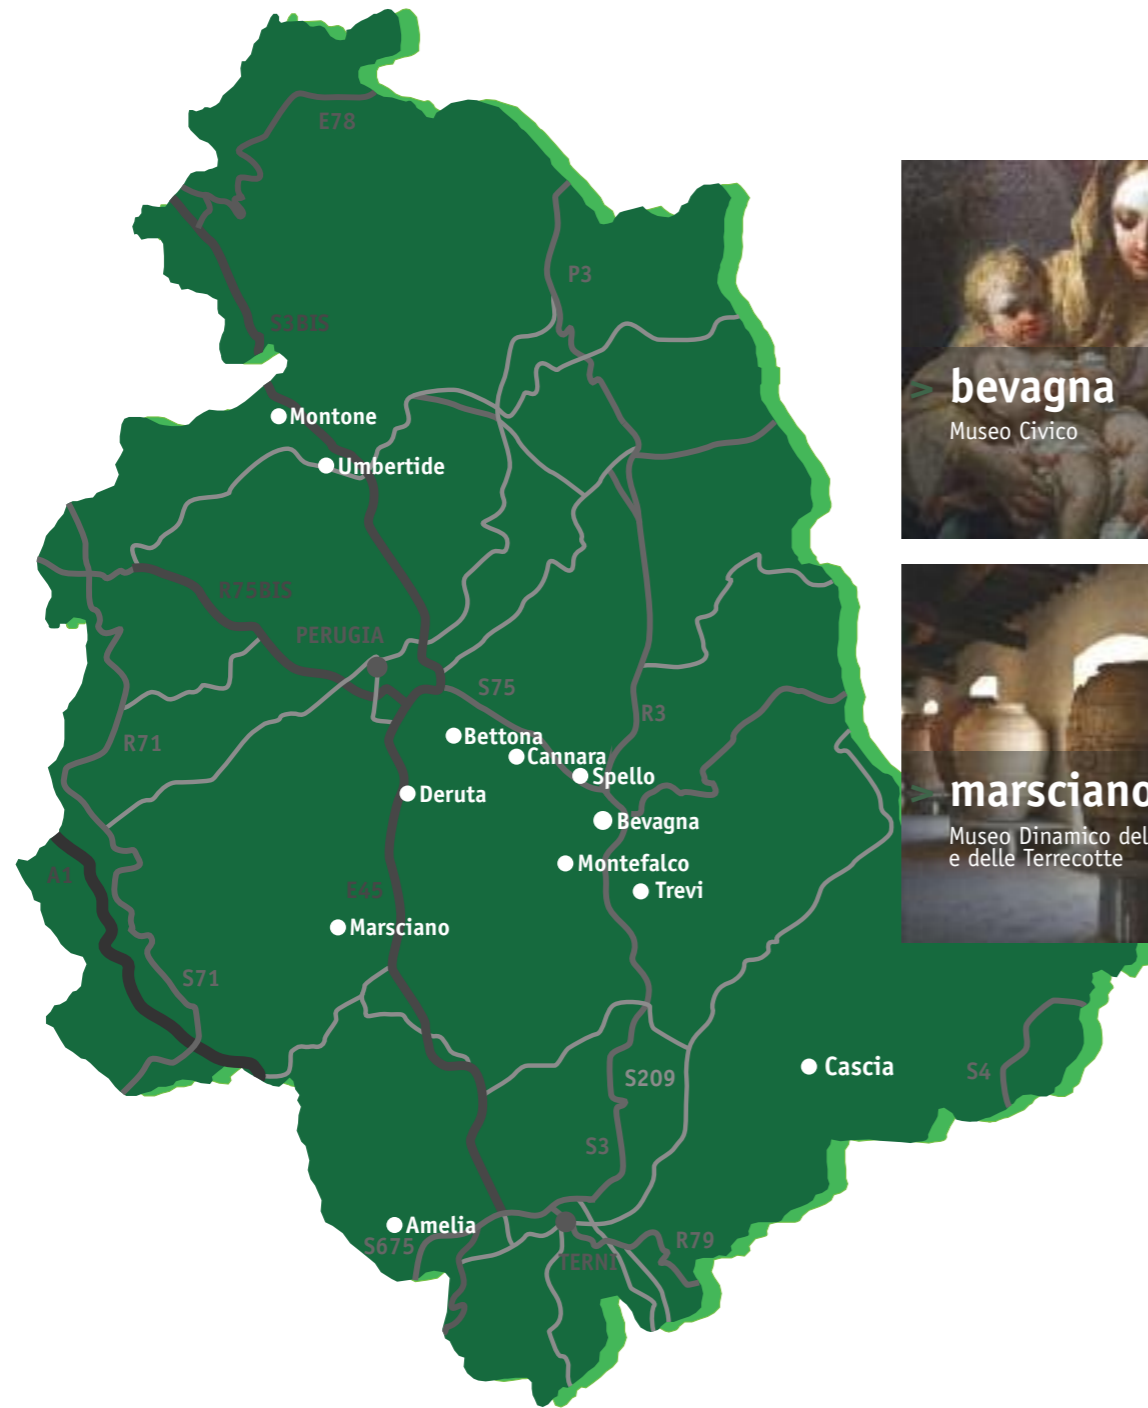 E78
P3
S3BIS
> bevagna
Museo Civico
Montone
Umbertide
R75BIS
PERUGIA
S75
R3
R71
Bettona
Cannara
Spello
Deruta
> marsciano
Bevagna
Museo Dinamico del
e delle Terrecotte
Montefalco
A1
E45
Trevi
Marsciano
S71
Cascia
S4
S209
S3
Amelia
S675
R79
TERNI